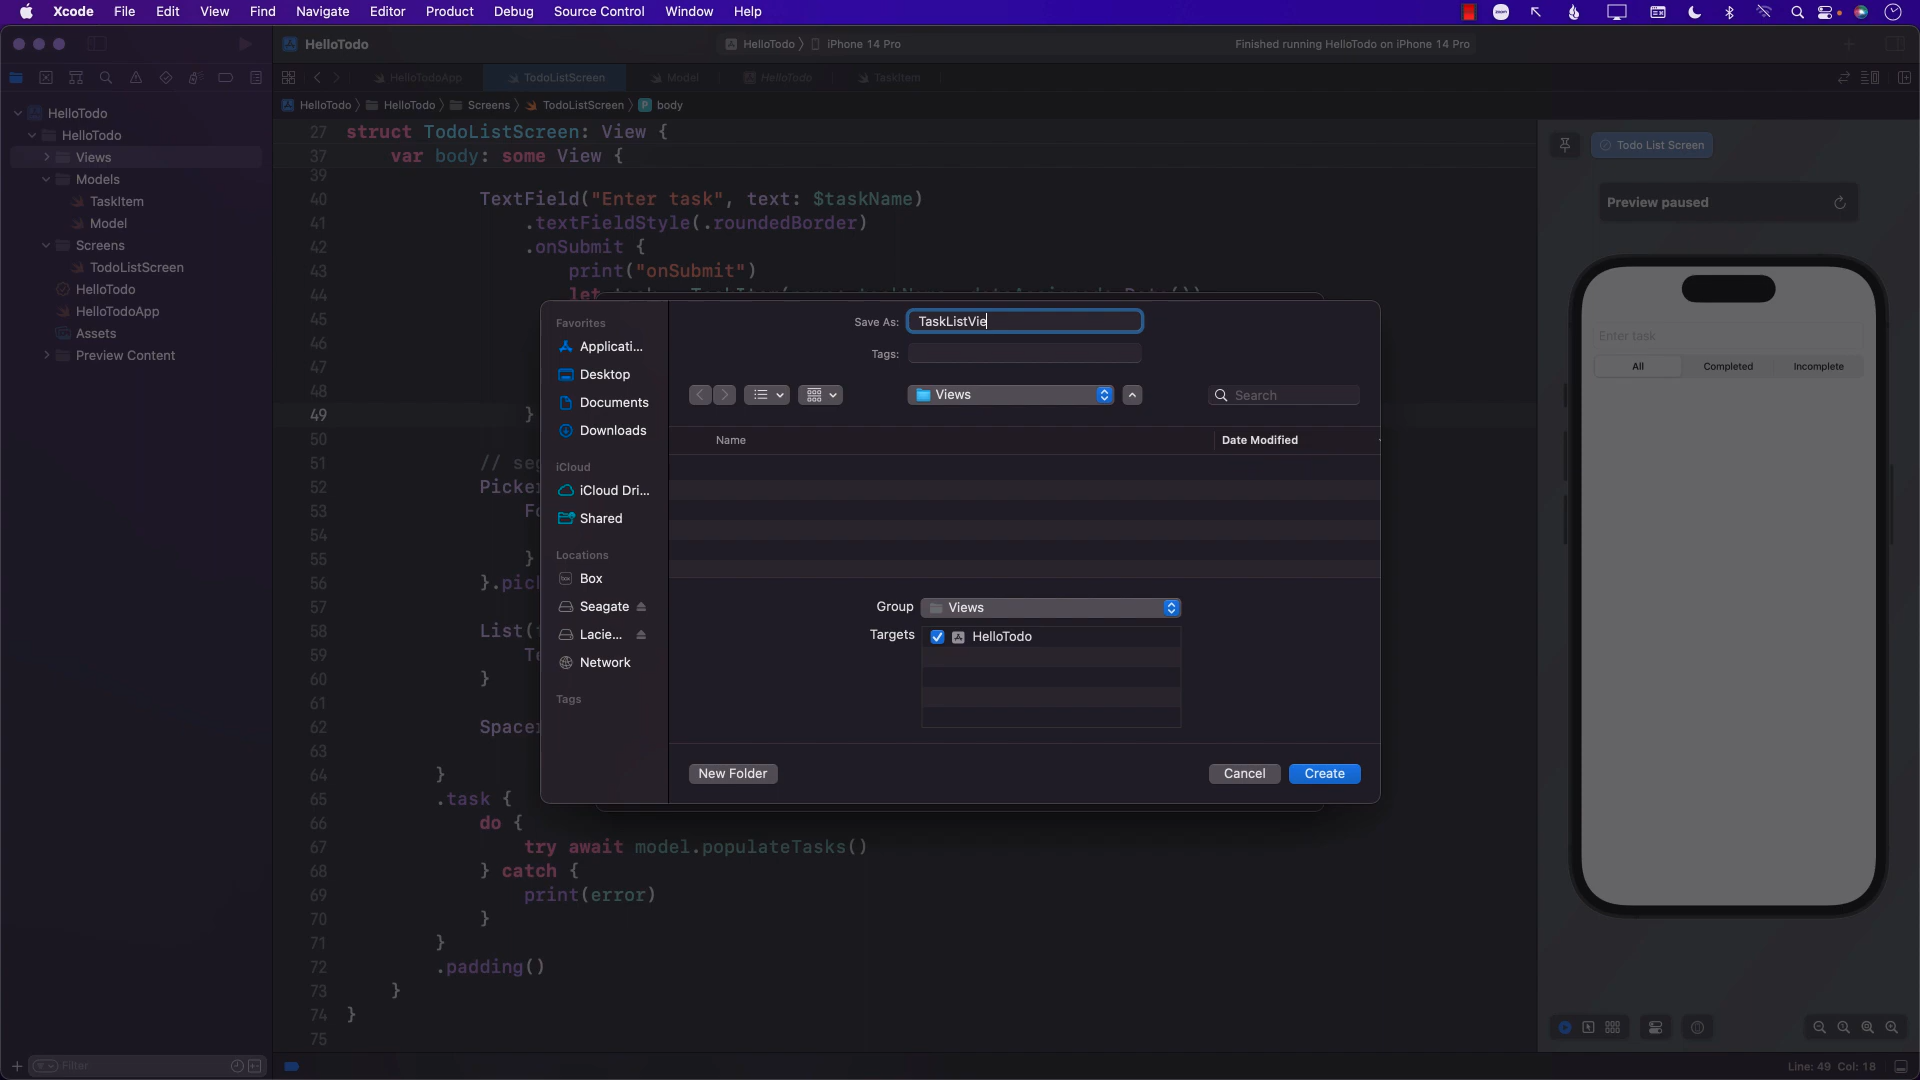 Xcode File Edit View Find Navigate Editor Product Debug Source Control Window Help
HelloTodo
HelloTodo 〉 iPhone 14 Pro
Finished running HelloTodo on iPhone 14 Pro
HelloTodoApp
TodoListScreen
Model
HelloTodo
TaskItem
HelloTodo 〉 HelloTodo 〉 Screens 〉 TodoListScreen 〉 body
HelloTodo
HelloTodo
Views
Models
TaskItem
Model
Screens
TodoListScreen
HelloTodo
HelloTodoApp
Assets
Preview Content
Filter
27 struct TodoListScreen: View {
37 var body: some View {
39
40 TextField("Enter task", text: $taskName)
41 .textFieldStyle(.roundedBorder)
42 .onSubmit {
43 print("onSubmit")
44
45
46
47
48
49 }
50
51 //
52 Picker
53
54
55 }
56 }
57
58 List(
59
60 }
61
62
63
64 }
65 .task {
66 do {
67 try await model.populateTasks()
68 } catch {
69 print(error)
70 }
71 }
72 .padding()
73 }
74 }
75
Favorites
Applicati...
Desktop
Documents
Downloads
iCloud
iCloud Dri...
Shared
Locations
Box
Seagate
Lacie...
Network
Tags
Save As: TaskListVie
Tags:
Views
Search
Name
Date Modified
Group Views
Targets HelloTodo
New Folder
Cancel
Create
Todo List Screen
Preview paused
Enter task
All
Completed
Incomplete
Line: 49 Col: 18